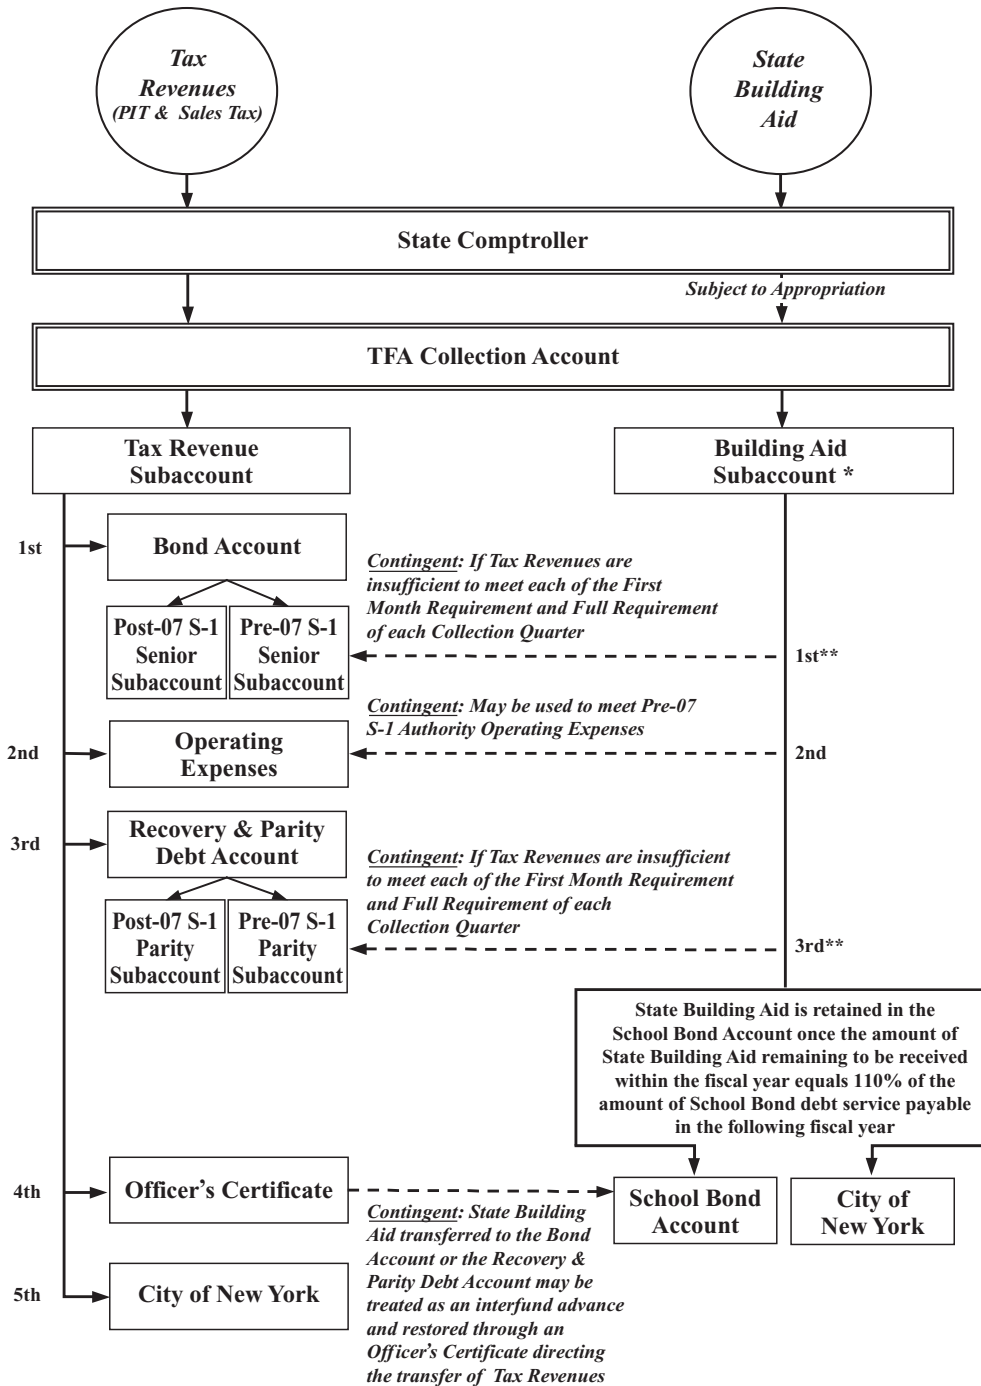 Tax
Revenues
(PIT & Sales Tax)
State
Building
Aid
State Comptroller
Subject to Appropriation
TFA Collection Account
Tax Revenue
Subaccount
Building Aid
Subaccount *
1st
Bond Account
Contingent: If Tax Revenues are
insufficient to meet each of the First
Month Requirement and Full Requirement
of each Collection Quarter
Post-07 S-1
Senior
Subaccount
Pre-07 S-1
Senior
Subaccount
1st**
Contingent: May be used to meet Pre-07
S-1 Authority Operating Expenses
2nd
Operating
Expenses
2nd
3rd
Recovery & Parity
Debt Account
Contingent: If Tax Revenues are insufficient
to meet each of the First Month Requirement
and Full Requirement of each
Collection Quarter
Post-07 S-1
Parity
Subaccount
Pre-07 S-1
Parity
Subaccount
3rd**
State Building Aid is retained in the
School Bond Account once the amount of
State Building Aid remaining to be received
within the fiscal year equals 110% of the
amount of School Bond debt service payable
in the following fiscal year
4th
Officer's Certificate
School Bond
Account
City of
New York
Contingent: State Building
Aid transferred to the Bond
Account or the Recovery &
Parity Debt Account may be
treated as an interfund advance
and restored through an
Officer's Certificate directing
the transfer of Tax Revenues
5th
City of New York